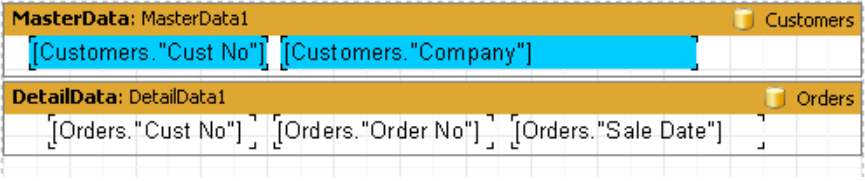 MasterData: MasterData1 Customers
[Customers."Cust No"] [Customers."Company"]
DetailData: DetailData1 Orders
[Orders."Cust No"] [Orders."Order No"] [Orders."Sale Date"]